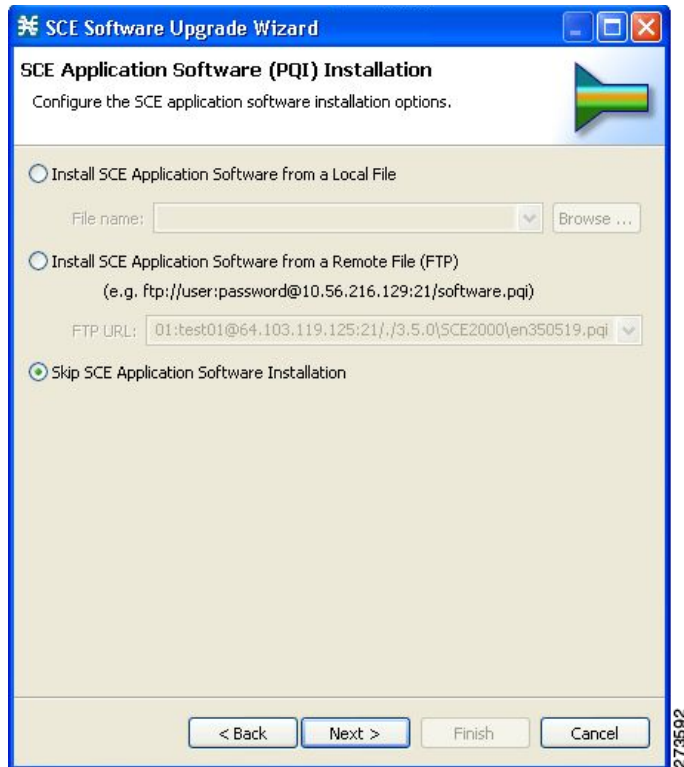 SCE Software Upgrade Wizard
SCE Application Software (PQI) Installation
Configure the SCE application software installation options.
Install SCE Application Software from a Local File
File name:
Browse ...
Install SCE Application Software from a Remote File (FTP)
(e.g. ftp://user:password@10.56.216.129:21/software.pqi)
FTP URL: 01:test01@64.103.119.125:21/./3.5.0\SCE2000\en350519.pqi
Skip SCE Application Software Installation
< Back Next > Finish Cancel
273592